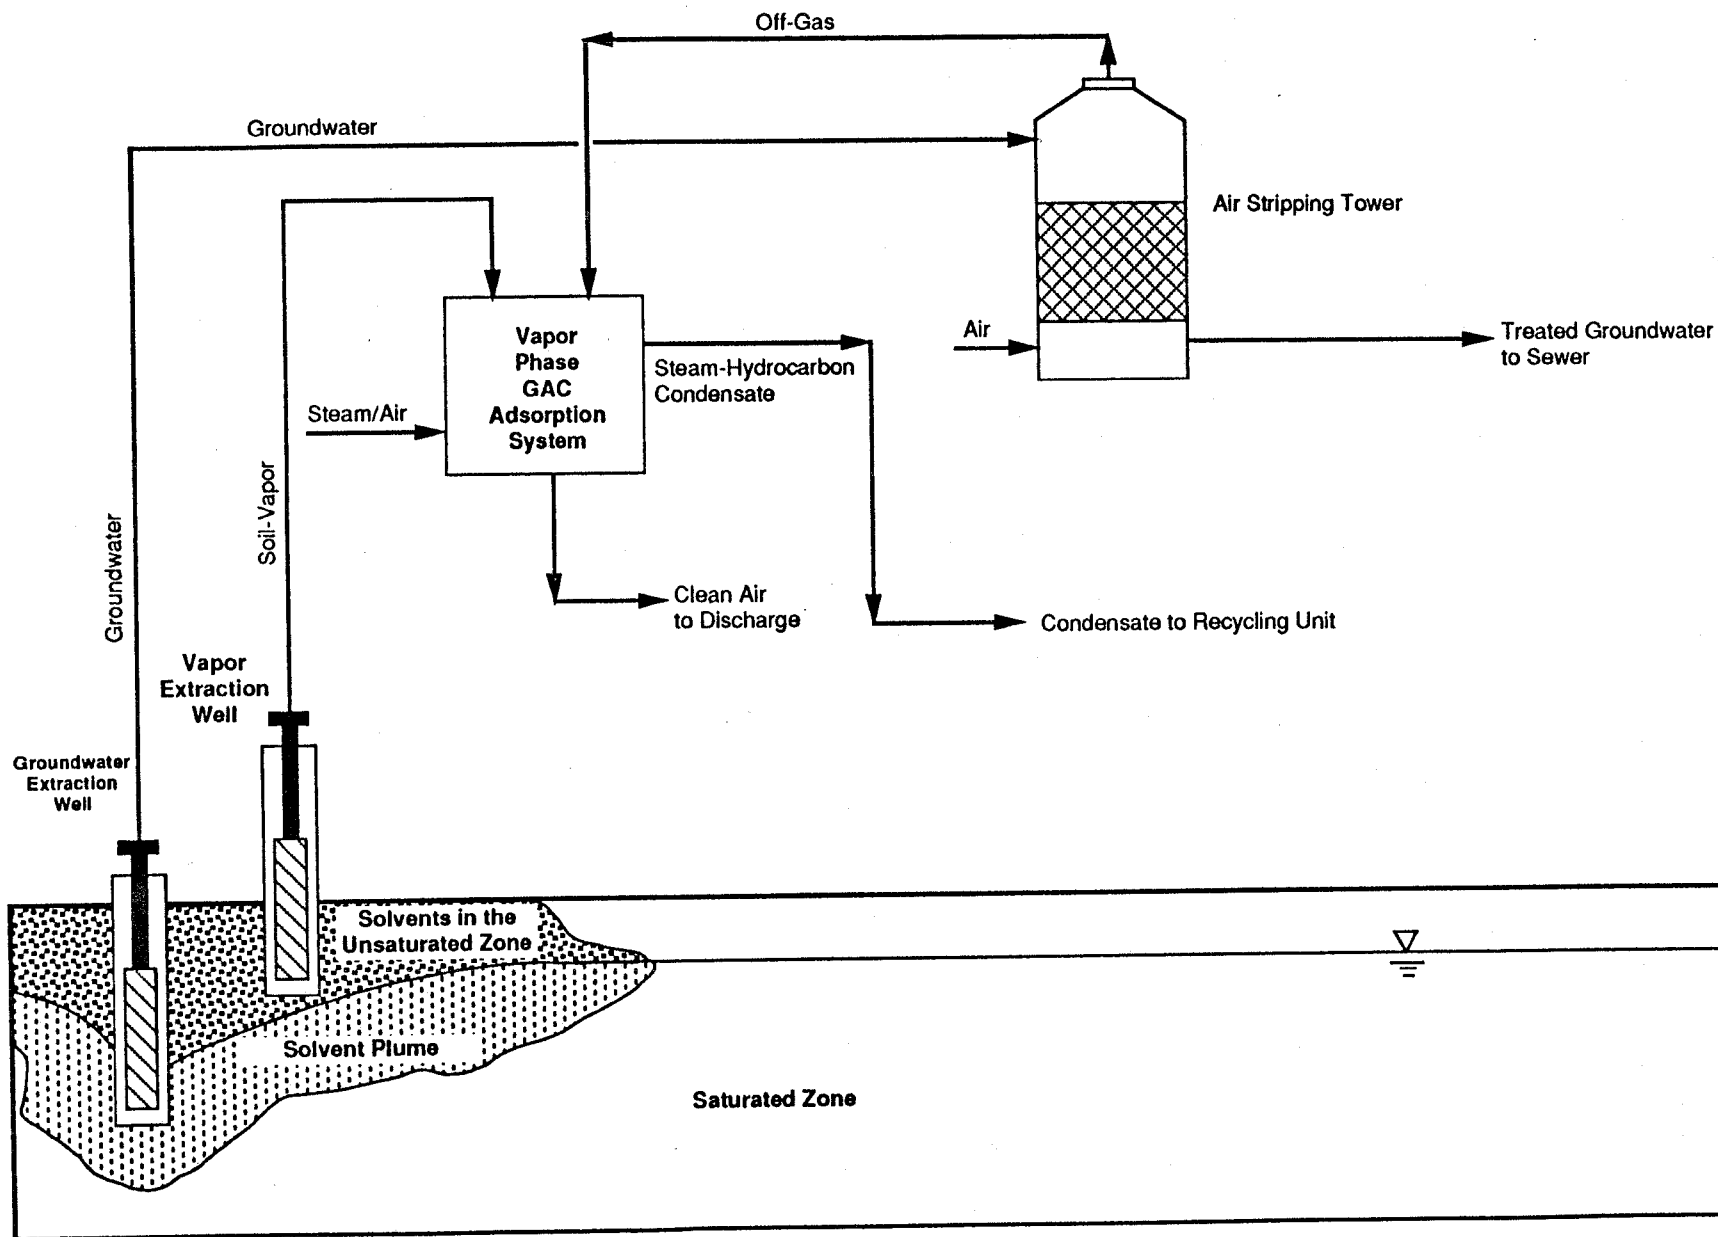 Off-Gas
Groundwater
Air Stripping Tower
Air
Treated Groundwater
to Sewer
Vapor
Phase
GAC
Adsorption
System
Steam-Hydrocarbon
Condensate
Steam/Air
Soil-Vapor
Groundwater
Clean Air
to Discharge
Condensate to Recycling Unit
Vapor
Extraction
Well
Groundwater
Extraction
Well
Solvents in the
Unsaturated Zone
Solvent Plume
Saturated Zone